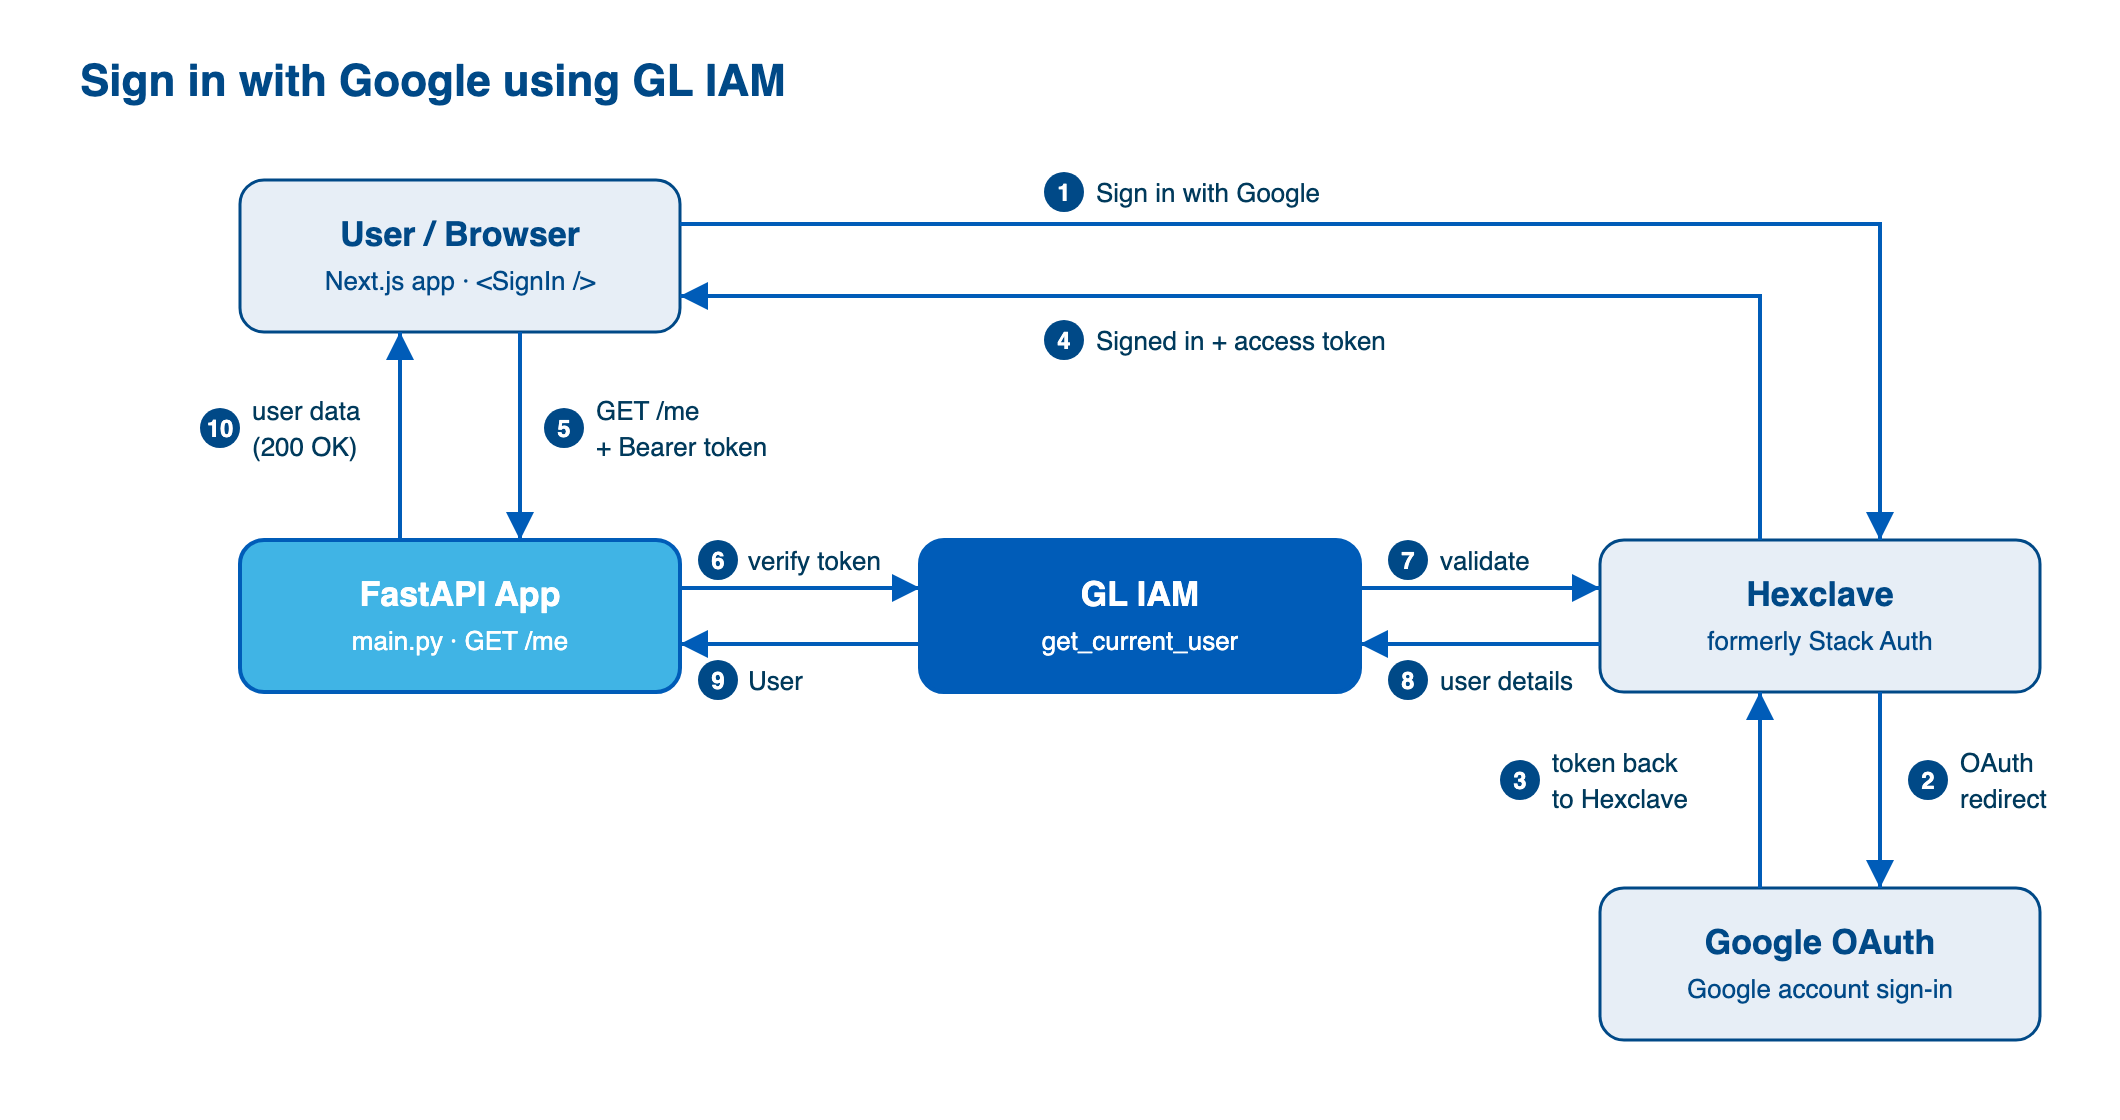 Sign in with Google using GL IAM
1 Sign in with Google
User / Browser
Next.js app · <SignIn />
4 Signed in + access token
10 user data
(200 OK)
5 GET /me
+ Bearer token
FastAPI App
main.py · GET /me
6 verify token
9 User
GL IAM
get_current_user
7 validate
8 user details
Hexclave
formerly Stack Auth
3 token back
to Hexclave
2 OAuth
redirect
Google OAuth
Google account sign-in